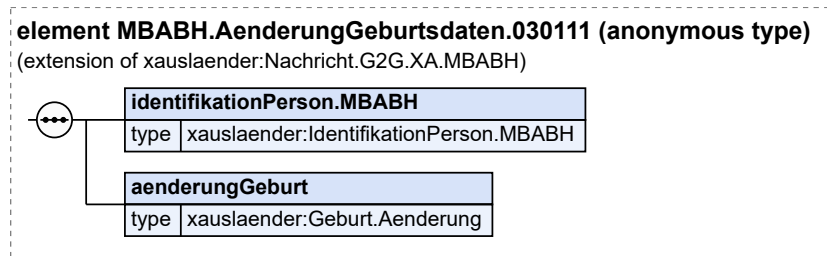 element MBABH.AenderungGeburtsdaten.030111 (anonymous type)
(extension of xauslaender:Nachricht.G2G.XA.MBABH)
identifikationPerson.MBABH
type xauslaender:IdentifikationPerson.MBABH
aenderungGeburt
type xauslaender:Geburt.Aenderung